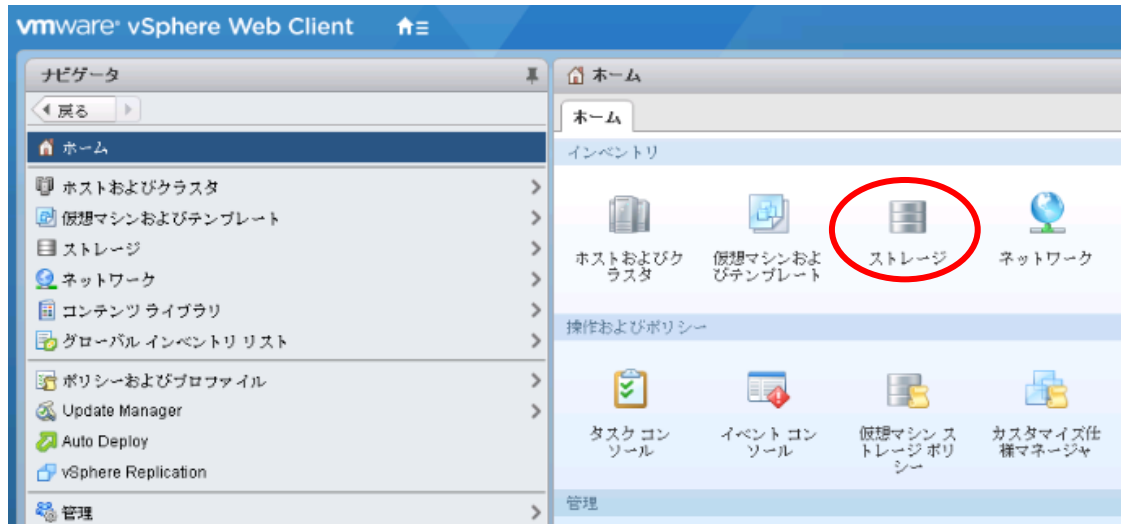 vmware® vSphere Web Client
ナビゲータ
戻る
ホーム
ホストおよびクラスタ
仮想マシンおよびテンプレート
ストレージ
ネットワーク
コンテンツ ライブラリ
グローバル インベントリ リスト
ポリシーおよびプロファイル
Update Manager
Auto Deploy
vSphere Replication
管理
ホーム
ホーム
インベントリ
ホストおよびク
ラスタ
仮想マシンおよ
びテンプレート
ストレージ
ネットワーク
操作およびポリシー
タスク コン
ソール
イベント コン
ソール
仮想マシン ス
トレージ ポリ
シー
カスタマイズ仕
様マネージャ
管理